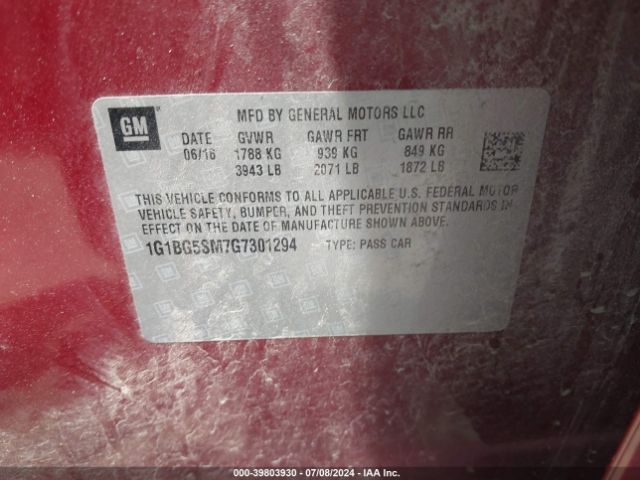 GM
MFD BY GENERAL MOTORS LLC
DATE GVWR GAWR FRT GAWR RR
06/16 1788 KG 939 KG 849 KG
3943 LB 2071 LB 1872 LB
THIS VEHICLE CONFORMS TO ALL APPLICABLE U.S. FEDERAL MOTOR
VEHICLE SAFETY, BUMPER, AND THEFT PREVENTION STANDARDS IN
EFFECT ON THE DATE OF MANUFACTURE SHOWN ABOVE.
1G1BG5SM7G7301294 TYPE: PASS CAR
000-39803930 - 07/08/2024 - IAA Inc.